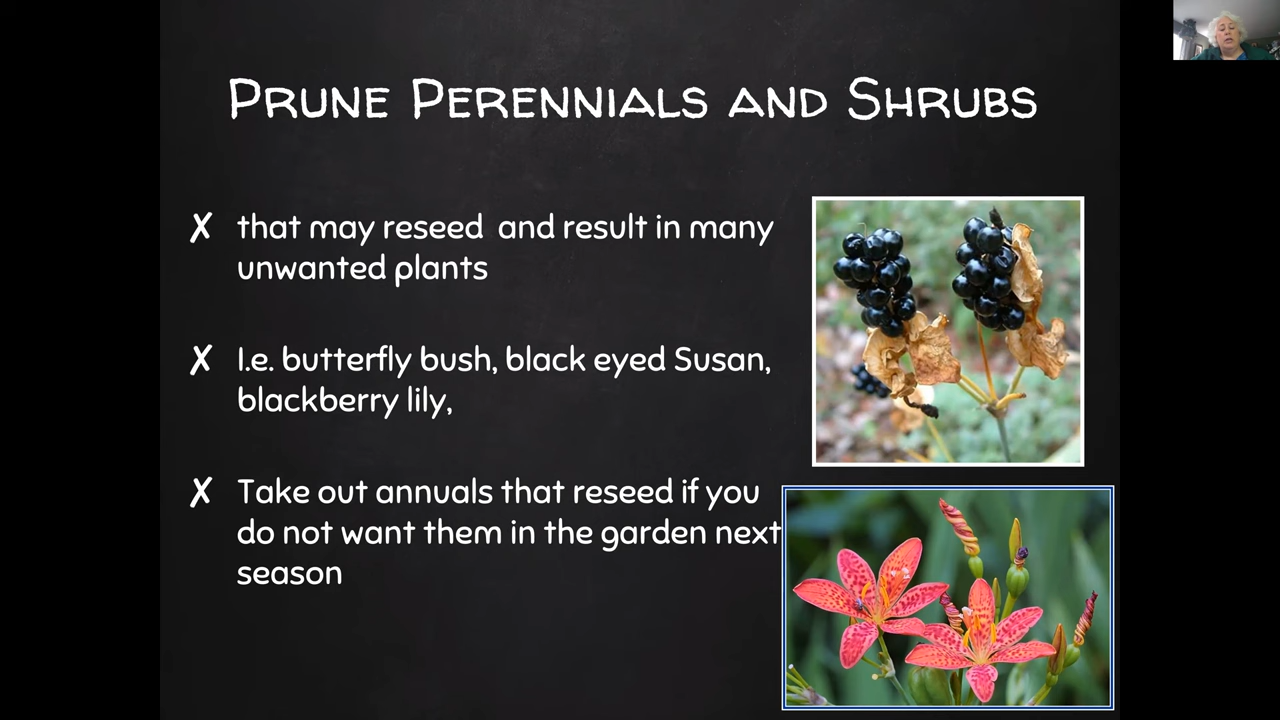 Prune Perennials and Shrubs
✗ that may reseed and result in many
unwanted plants
✗ I.e. butterfly bush, black eyed Susan,
blackberry lily,
✗ Take out annuals that reseed if you
do not want them in the garden next
season